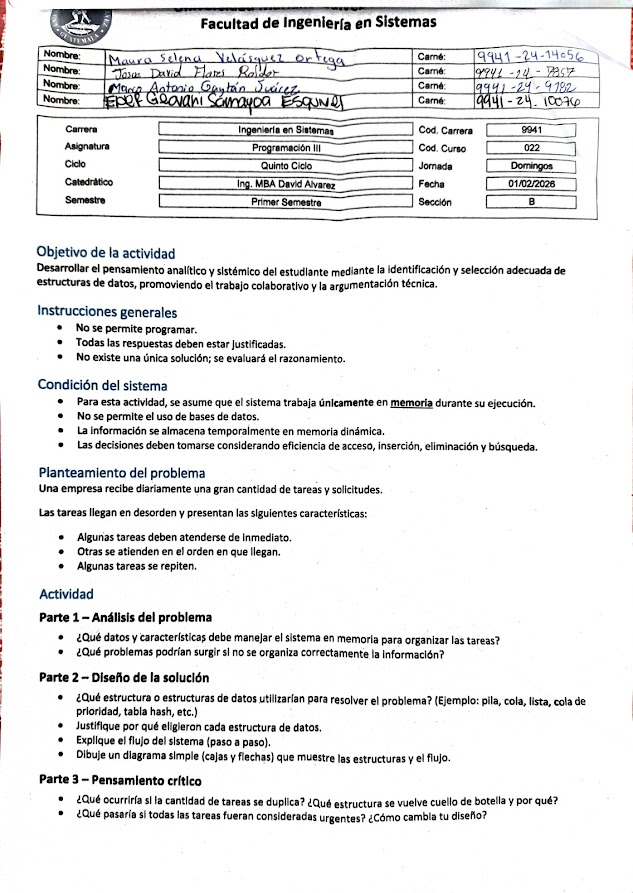 Facultad de Ingeniería en Sistemas
Nombre: Maura Selena Velásquez Ortega Carné: 9941-24-14056
Nombre: Josue David Flores Roldor Carné: 9941-24-7357
Nombre: Marco Antonio Gaytán Juárez Carné: 9941-24-9782
Nombre: Geovani Samayoa Esquivel Carné: 9941-24-10076
Carrera Ingeniería en Sistemas Cod. Carrera 9941
Asignatura Programación III Cod. Curso 022
Ciclo Quinto Ciclo Jornada Domingos
Catedrático Ing. MBA David Alvarez Fecha 01/02/2026
Semestre Primer Semestre Sección B
Objetivo de la actividad
Desarrollar el pensamiento analítico y sistémico del estudiante mediante la identificación y selección adecuada de
estructuras de datos, promoviendo el trabajo colaborativo y la argumentación técnica.
Instrucciones generales
• No se permite programar.
• Todas las respuestas deben estar justificadas.
• No existe una única solución; se evaluará el razonamiento.
Condición del sistema
• Para esta actividad, se asume que el sistema trabaja únicamente en memoria durante su ejecución.
• No se permite el uso de bases de datos.
• La información se almacena temporalmente en memoria dinámica.
• Las decisiones deben tomarse considerando eficiencia de acceso, inserción, eliminación y búsqueda.
Planteamiento del problema
Una empresa recibe diariamente una gran cantidad de tareas y solicitudes.
Las tareas llegan en desorden y presentan las siguientes características:
• Algunas tareas deben atenderse de inmediato.
• Otras se atienden en el orden en que llegan.
• Algunas tareas se repiten.
Actividad
Parte 1 – Análisis del problema
• ¿Qué datos y características debe manejar el sistema en memoria para organizar las tareas?
• ¿Qué problemas podrían surgir si no se organiza correctamente la información?
Parte 2 – Diseño de la solución
• ¿Qué estructura o estructuras de datos utilizarían para resolver el problema? (Ejemplo: pila, cola, lista, cola de
prioridad, tabla hash, etc.)
• Justifique por qué eligieron cada estructura de datos.
• Explique el flujo del sistema (paso a paso).
• Dibuje un diagrama simple (cajas y flechas) que muestre las estructuras y el flujo.
Parte 3 – Pensamiento crítico
• ¿Qué ocurriría si la cantidad de tareas se duplica? ¿Qué estructura se vuelve cuello de botella y por qué?
• ¿Qué pasaría si todas las tareas fueran consideradas urgentes? ¿Cómo cambia tu diseño?